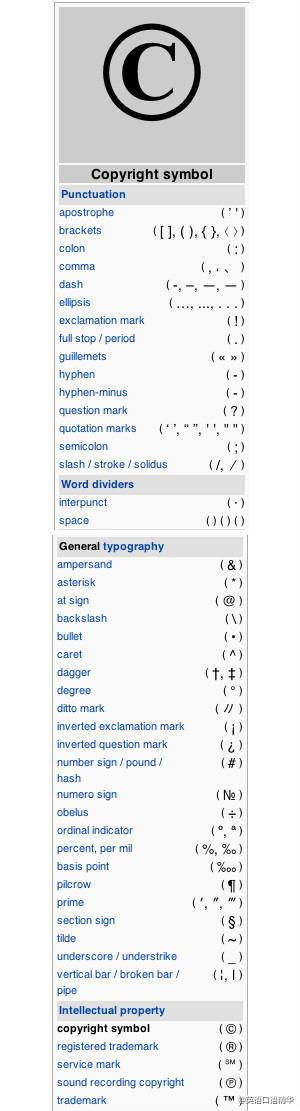 ©
Copyright symbol
Punctuation
apostrophe ( ’ ' )
brackets ( [ ], ( ), { }, ⟨ ⟩ )
colon ( : )
comma ( , ، 、 )
dash ( ‒, –, —, ― )
ellipsis ( …, ..., . . . )
exclamation mark ( ! )
full stop / period ( . )
guillemets ( « » )
hyphen ( ‐ )
hyphen-minus ( - )
question mark ( ? )
quotation marks ( ‘ ’, “ ”, ' ', " " )
semicolon ( ; )
slash / stroke / solidus ( /, ⁄ )
Word dividers
interpunct ( · )
space ( ) ( ) ( )
General typography
ampersand ( & )
asterisk ( * )
at sign ( @ )
backslash ( \ )
bullet ( • )
caret ( ^ )
dagger ( †, ‡ )
degree ( ° )
ditto mark ( 〃 )
inverted exclamation mark ( ¡ )
inverted question mark ( ¿ )
number sign / pound / ( # )
hash
numero sign ( № )
obelus ( ÷ )
ordinal indicator ( º, ª )
percent, per mil ( %, ‰ )
basis point ( ‱ )
pilcrow ( ¶ )
prime ( ′, ″, ‴ )
section sign ( § )
tilde ( ~ )
underscore / understrike ( _ )
vertical bar / broken bar / ( ¦, | )
pipe
Intellectual property
copyright symbol ( © )
registered trademark ( ® )
service mark ( ℠ )
sound recording copyright ( ℗ )
trademark ( ™ )
@英语口语精华